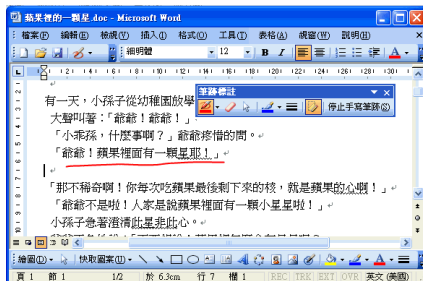 蘋果裡的一顆星.doc - Microsoft Word
檔案(F) 編輯(E) 檢視(V) 插入(I) 格式(O) 工具(T) 表格(A) 視窗(W) 說明(H)
細明體 12 B I
筆跡標註
停止手寫筆跡(S)
有一天，小孫子從幼稚園放學
大聲叫著：「爺爺！爺爺！」
「小乖孫，什麼事啊？」爺爺疼惜的問。
「爺爺！蘋果裡面有一顆星耶！」
「那不稀奇啊！你每次吃蘋果最後剩下來的核，就是蘋果的心啊！」
「爺爺不是啦！人家是說蘋果裡面有一顆小星星啦！」
小孫子急著澄清此星非此心。
繪圖(D) 快取圖案(U)
頁 1 節 1 1/2 於 6.3cm 行 7 欄 1 REC TRK EXT OVR 英文 (美國)